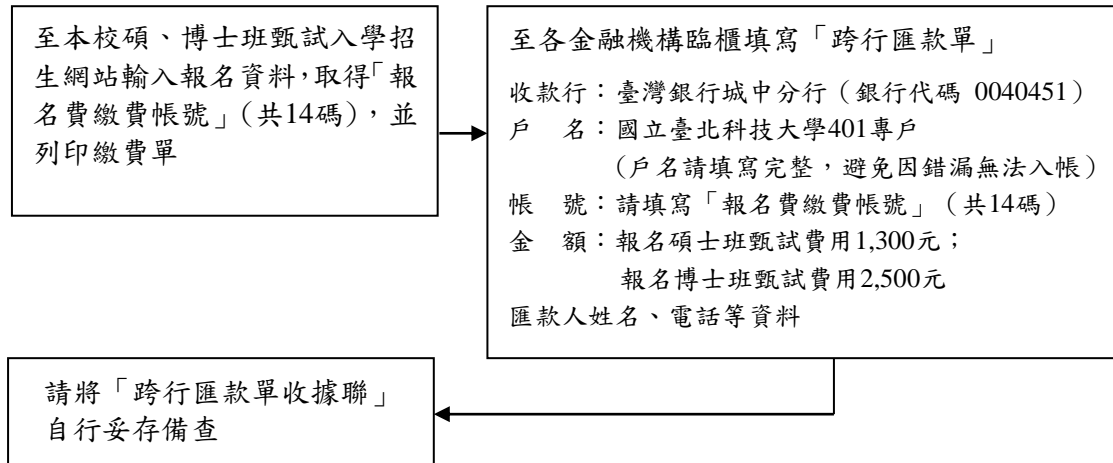 至本校碩、博士班甄試入學招
生網站輸入報名資料,取得「報
名費繳費帳號」(共14碼),並
列印繳費單
至各金融機構臨櫃填寫「跨行匯款單」
收款行:臺灣銀行城中分行(銀行代碼 0040451)
戶 名:國立臺北科技大學401專戶
(戶名請填寫完整,避免因錯漏無法入帳)
帳 號:請填寫「報名費繳費帳號」(共14碼)
金 額:報名碩士班甄試費用1,300元;
報名博士班甄試費用2,500元
匯款人姓名、電話等資料
請將「跨行匯款單收據聯」
自行妥存備查